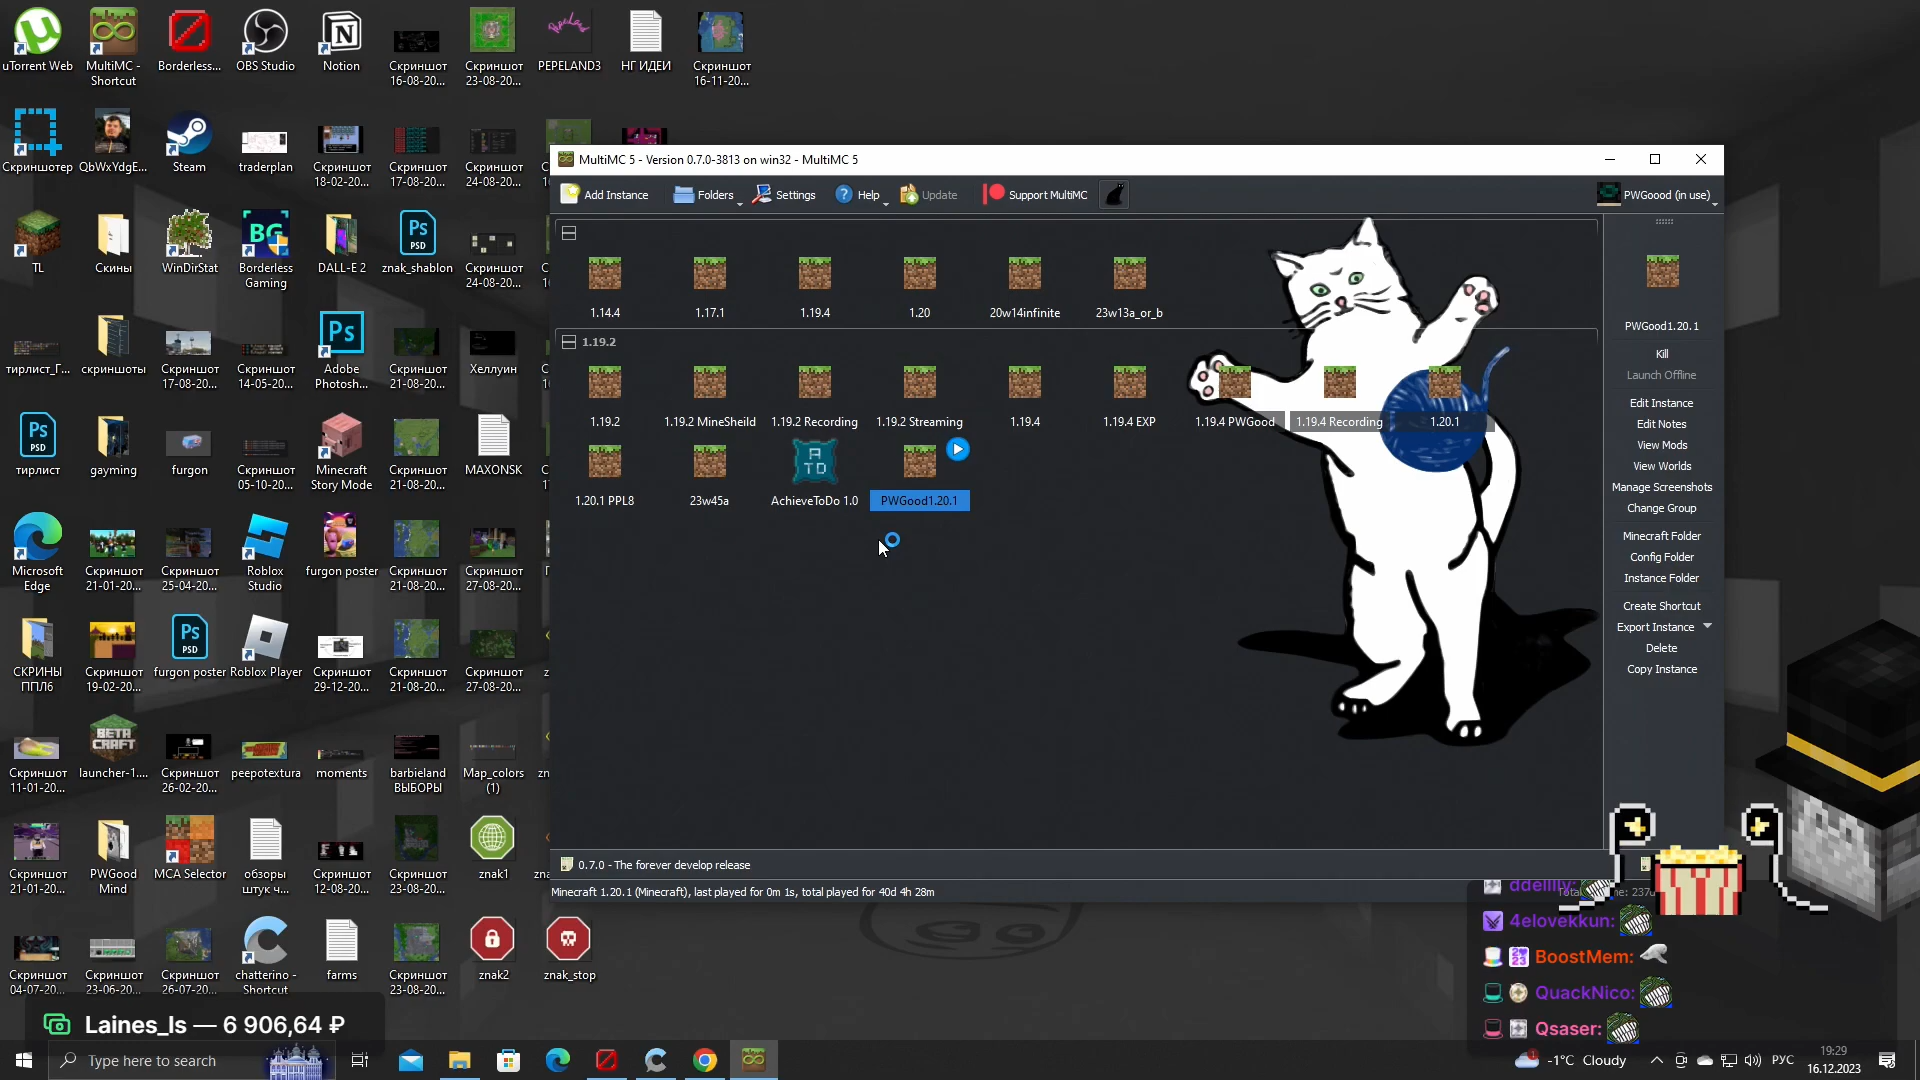 uTorrent Web
MultiMC -
Shortcut
Borderless...
OBS Studio
Notion
Скриншот
16-08-20...
Скриншот
23-08-20...
PEPELAND3
НГ ИДЕИ
Скриншот
16-11-20...
Скриншотер
QbWxYdgE...
Steam
traderplan
Скриншот
18-02-20...
Скриншот
17-08-20...
Скриншот
24-08-20...
TL
Скины
WinDirStat
Borderless
Gaming
DALL-E 2
znak_shablon
Скриншот
24-08-20...
тирлист_Г...
скриншоты
Скриншот
17-08-20...
Скриншот
14-05-20...
Adobe
Photosh...
Скриншот
21-08-20...
Хеллуин
тирлист
gayming
furgon
Скриншот
05-10-20...
Minecraft
Story Mode
Скриншот
21-08-20...
MAXONSK
Microsoft
Edge
Скриншот
21-01-20...
Скриншот
25-04-20...
Roblox
Studio
furgon poster
Скриншот
21-08-20...
Скриншот
27-08-20...
СКРИНЫ
ППЛ6
Скриншот
19-02-20...
furgon poster
Roblox Player
Скриншот
29-12-20...
Скриншот
21-08-20...
Скриншот
27-08-20...
Скриншот
11-01-20...
BETA
CRAFT
launcher-1....
Скриншот
26-02-20...
peepotextura
moments
barbieland
ВЫБОРЫ
Map_colors
(1)
Скриншот
21-01-20...
PWGood
Mind
MCA Selector
обзоры
штук ч...
Скриншот
12-08-20...
Скриншот
23-08-20...
znak1
Скриншот
04-07-20...
Скриншот
23-06-20...
Скриншот
26-07-20...
chatterino -
Shortcut
farms
Скриншот
23-08-20...
znak2
znak_stop
MultiMC 5 - Version 0.7.0-3813 on win32 - MultiMC 5
Add Instance
Folders
Settings
Help
Update
Support MultiMC
PWGoood (in use)
1.14.4
1.17.1
1.19.4
1.20
20w14infinite
23w13a_or_b
1.19.2
1.19.2
1.19.2 MineSheild
1.19.2 Recording
1.19.2 Streaming
1.19.4
1.19.4 EXP
1.19.4 PWGood
1.19.4 Recording
1.20.1
1.20.1 PPL8
23w45a
ATD
AchieveToDo 1.0
PWGood1.20.1
PWGood1.20.1
Kill
Launch Offline
Edit Instance
Edit Notes
View Mods
View Worlds
Manage Screenshots
Change Group
Minecraft Folder
Config Folder
Instance Folder
Create Shortcut
Export Instance
Delete
Copy Instance
0.7.0 - The forever develop release
Minecraft 1.20.1 (Minecraft), last played for 0m 1s, total played for 40d 4h 28m
4elovekkun:
BoostMem:
QuackNico:
Qsaser:
Laines_ls — 6 906,64 ₽
Type here to search
-1°C Cloudy
РУС
19:29
16.12.2023